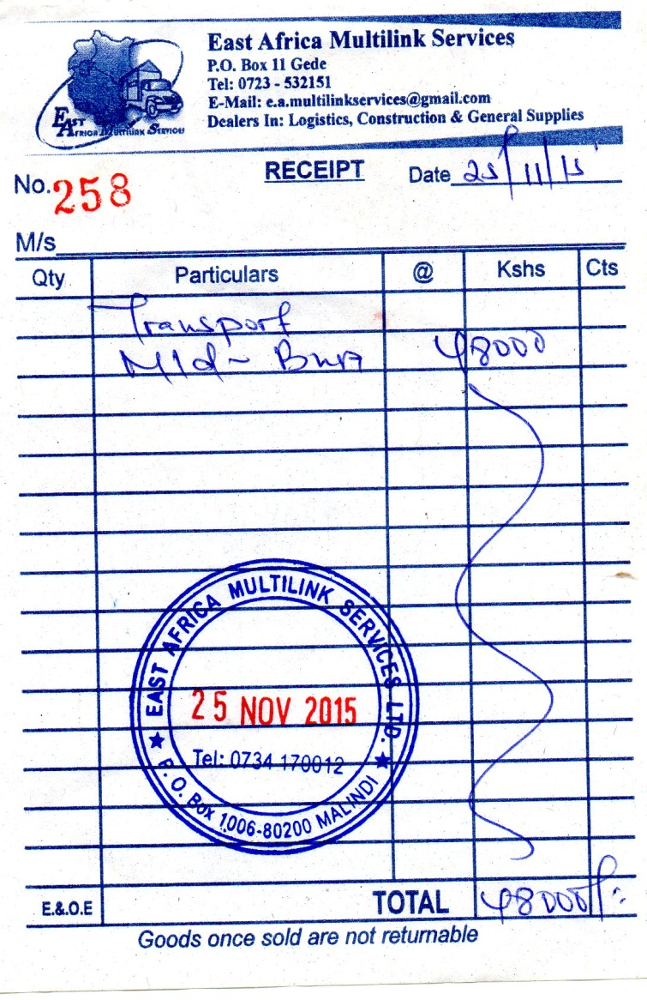 East Africa Multilink Services
P.O. Box 11 Gede
Tel: 0723 - 532151
E-Mail: e.a.multilinkservices@gmail.com
Dealers In: Logistics, Construction & General Supplies
EAST
AFRICA MULTILINK SERVICES
RECEIPT
No. 258
Date 25/11/15
M/s
Qty Particulars @ Kshs Cts
Transport
Mld - 48000
EAST AFRICA MULTILINK SERVICES LTD.
25 NOV 2015
Tel: 0734 170012
P. O. Box 1006-80200 MALINDI
E.&.O.E TOTAL 48000/=
Goods once sold are not returnable